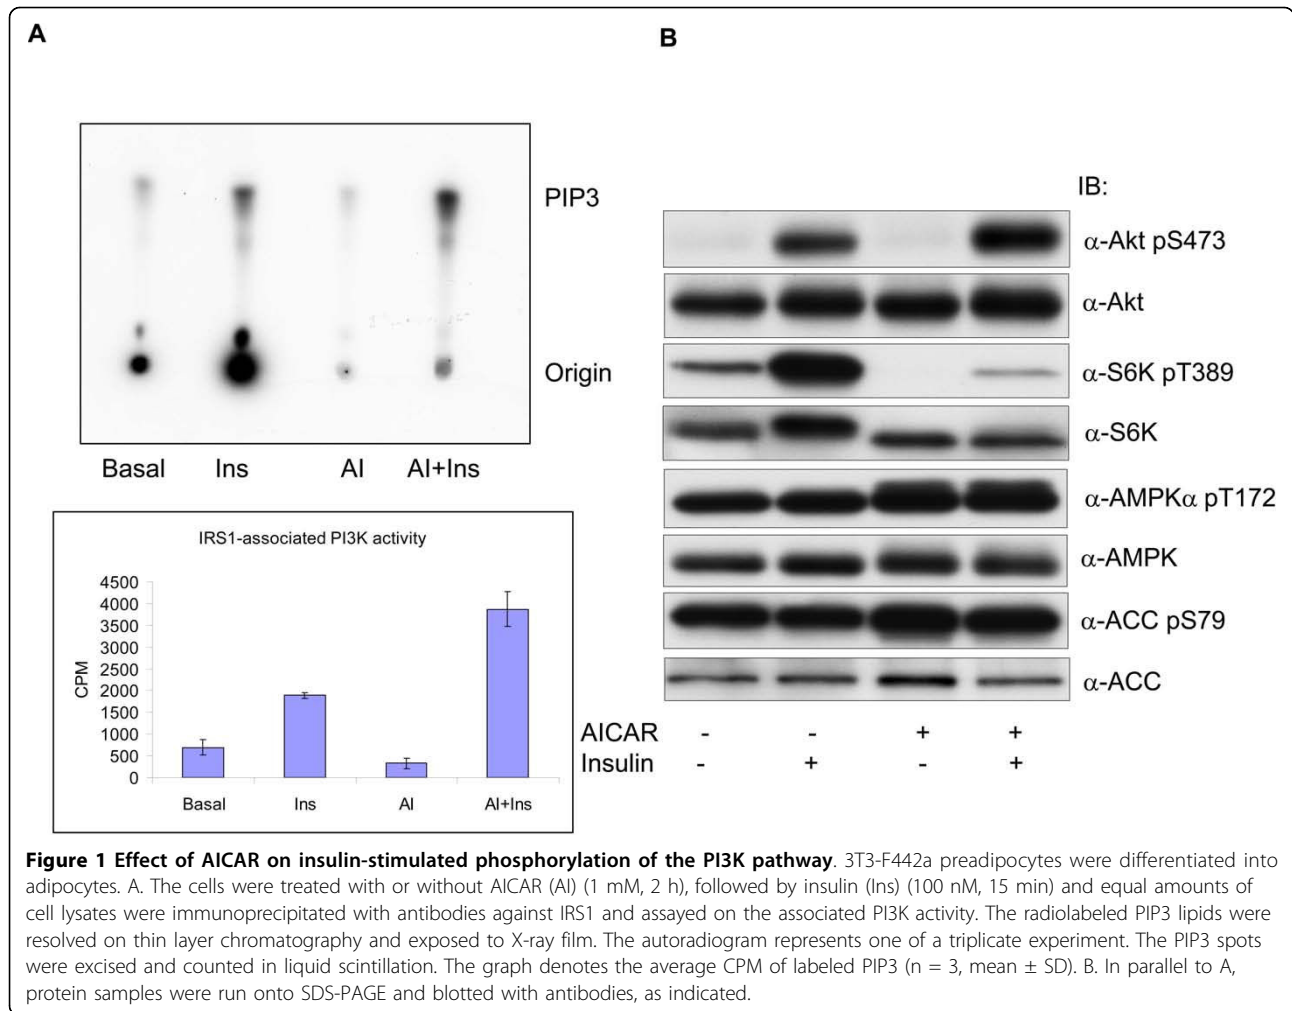 A
PIP3
Origin
Basal Ins AI AI+Ins
IRS1-associated PI3K activity
CPM
4500
4000
3500
3000
2500
2000
1500
1000
500
0
Basal Ins AI AI+Ins
B
IB:
α-Akt pS473
α-Akt
α-S6K pT389
α-S6K
α-AMPKα pT172
α-AMPK
α-ACC pS79
α-ACC
AICAR - - + +
Insulin - + - +
Figure 1 Effect of AICAR on insulin-stimulated phosphorylation of the PI3K pathway. 3T3-F442a preadipocytes were differentiated into
adipocytes. A. The cells were treated with or without AICAR (AI) (1 mM, 2 h), followed by insulin (Ins) (100 nM, 15 min) and equal amounts of
cell lysates were immunoprecipitated with antibodies against IRS1 and assayed on the associated PI3K activity. The radiolabeled PIP3 lipids were
resolved on thin layer chromatography and exposed to X-ray film. The autoradiogram represents one of a triplicate experiment. The PIP3 spots
were excised and counted in liquid scintillation. The graph denotes the average CPM of labeled PIP3 (n = 3, mean ± SD). B. In parallel to A,
protein samples were run onto SDS-PAGE and blotted with antibodies, as indicated.